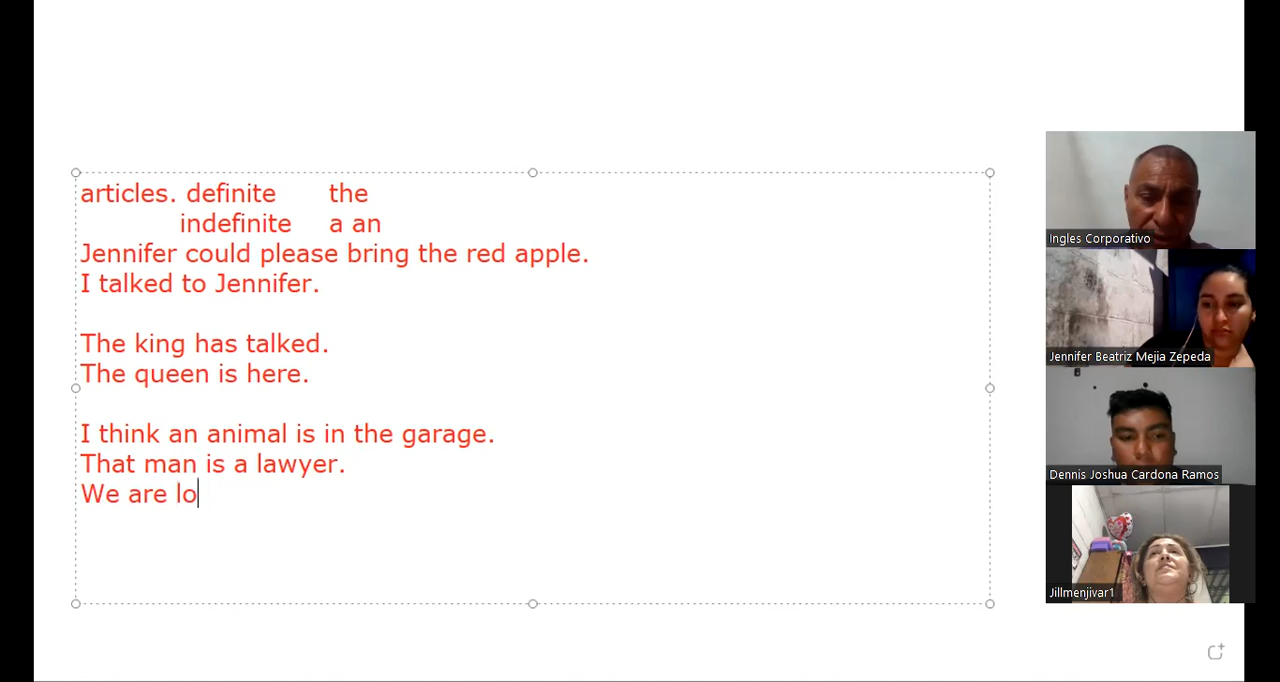 articles. definite the
indefinite a an
Jennifer could please bring the red apple.
I talked to Jennifer.
The king has talked.
The queen is here.
I think an animal is in the garage.
That man is a lawyer.
We are lo
Ingles Corporativo
Jennifer Beatriz Mejia Zepeda
Dennis Joshua Cardona Ramos
Jillmenjivar1